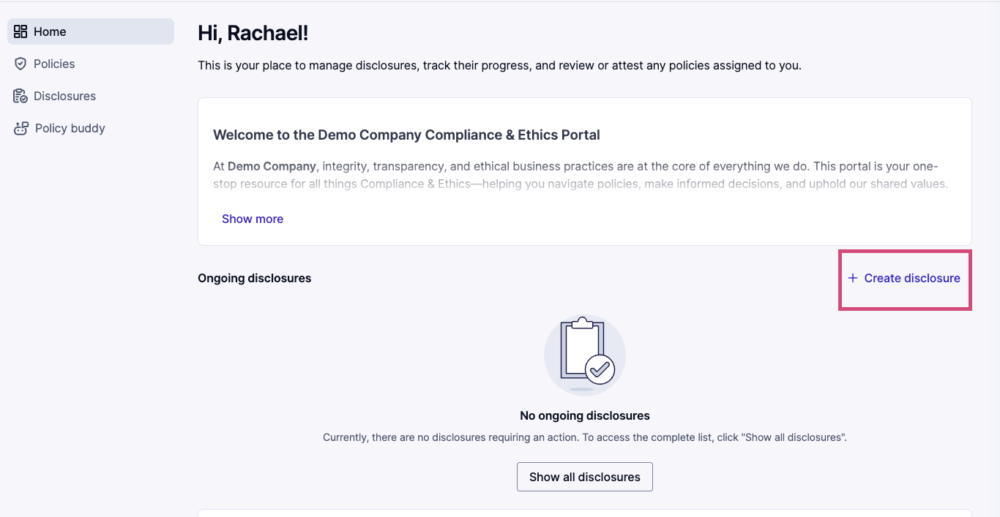 Home
Policies
Disclosures
Policy buddy
Hi, Rachael!
This is your place to manage disclosures, track their progress, and review or attest any policies assigned to you.
Welcome to the Demo Company Compliance & Ethics Portal
At Demo Company, integrity, transparency, and ethical business practices are at the core of everything we do. This portal is your one-
stop resource for all things Compliance & Ethics—helping you navigate policies, make informed decisions, and uphold our shared values.
Show more
Ongoing disclosures
+ Create disclosure
No ongoing disclosures
Currently, there are no disclosures requiring an action. To access the complete list, click "Show all disclosures".
Show all disclosures